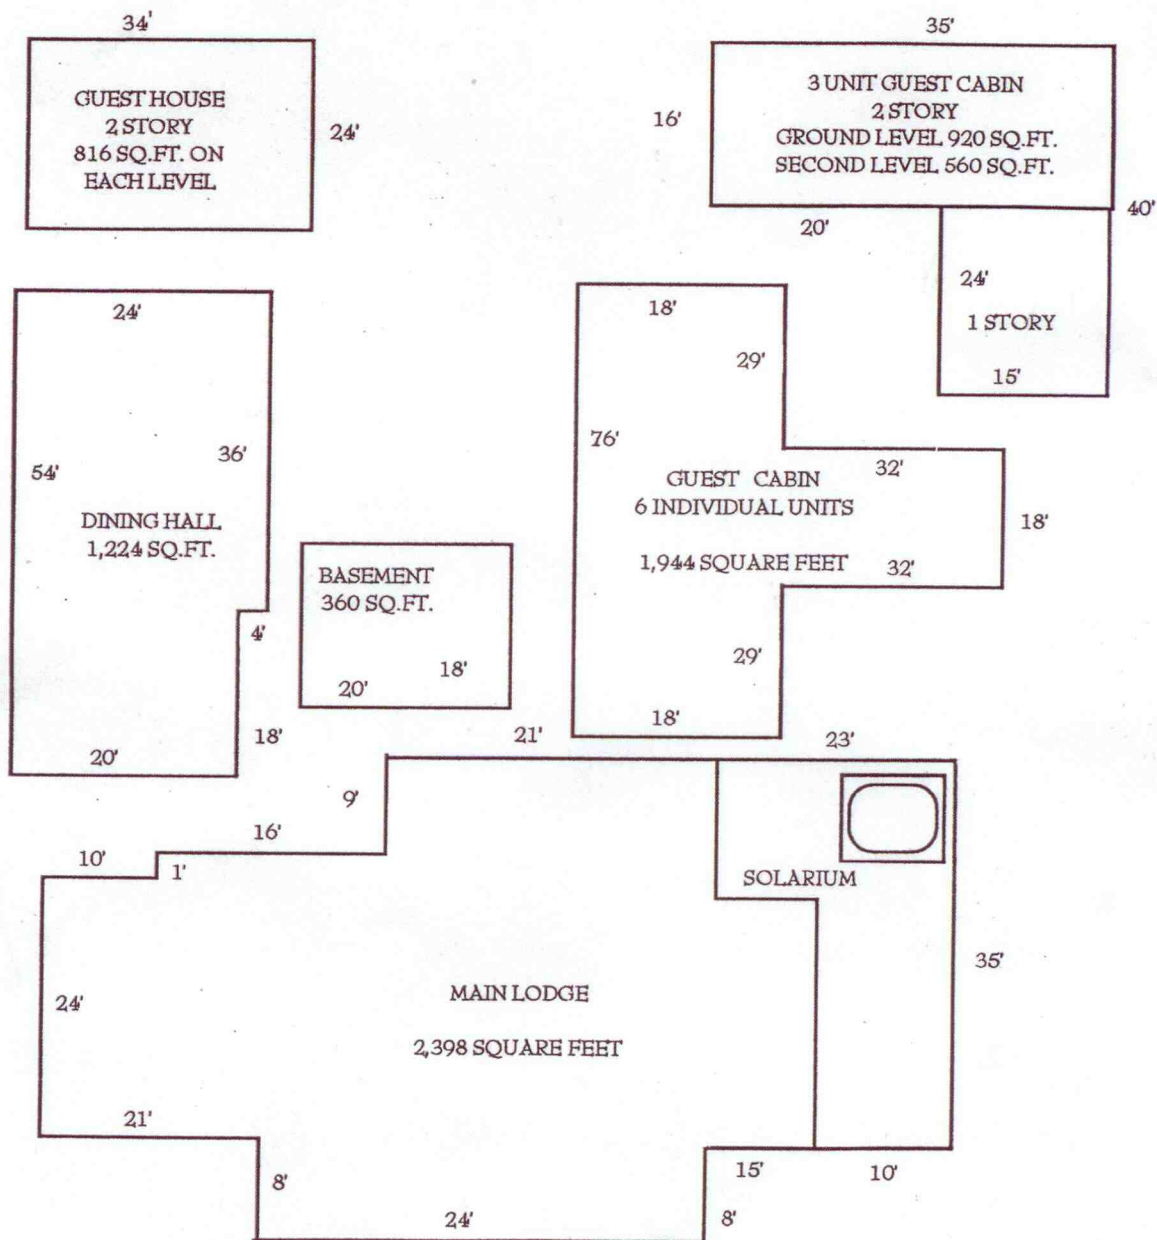 34'
GUEST HOUSE
2 STORY
816 SQ.FT. ON
EACH LEVEL
24'
35'
3 UNIT GUEST CABIN
2 STORY
GROUND LEVEL 920 SQ.FT.
SECOND LEVEL 560 SQ.FT.
16'
40'
20'
24'
1 STORY
15'
24'
54'
36'
DINING HALL
1,224 SQ.FT.
4'
18'
20'
BASEMENT
360 SQ.FT.
18'
20'
18'
29'
76'
32'
GUEST CABIN
6 INDIVIDUAL UNITS
18'
1,944 SQUARE FEET
32'
29'
18'
21'
23'
9'
16'
10'
1'
SOLARIUM
35'
24'
MAIN LODGE
2,398 SQUARE FEET
21'
8'
15'
10'
24'
8'